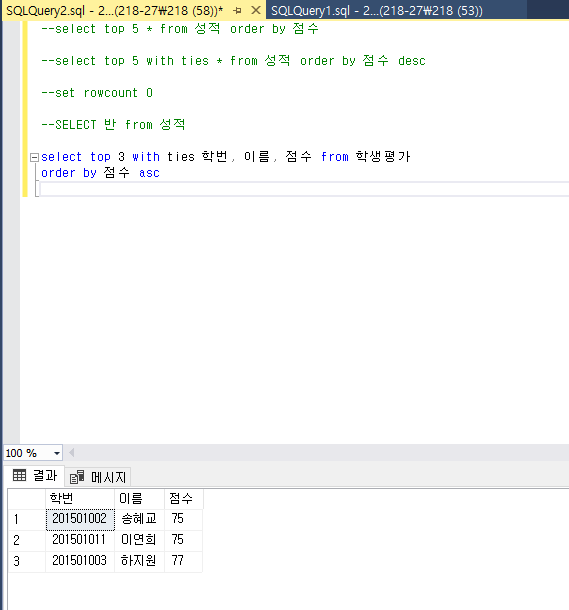 SQLQuery2.sql - 2...(218-27₩218 (58))* SQLQuery1.sql - 2...(218-27₩218 (53))
--select top 5 * from 성적 order by 점수
--select top 5 with ties * from 성적 order by 점수 desc
--set rowcount 0
--SELECT 반 from 성적
select top 3 with ties 학번, 이름, 점수 from 학생평가
order by 점수 asc
100 %
결과 메시지
학번 이름 점수
1 201501002 송혜교 75
2 201501011 이연희 75
3 201501003 하지원 77